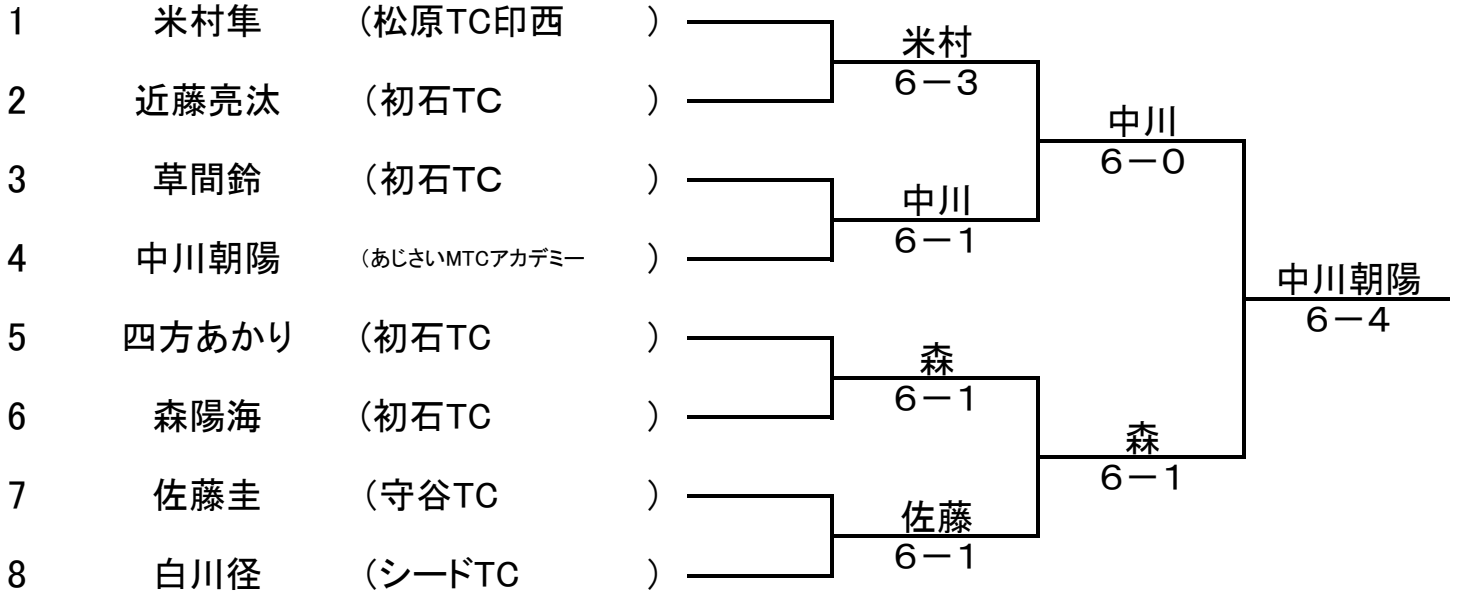 1 米村隼 （松原TC印西 ）
米村
6－3
2 近藤亮汰 （初石TC ）
中川
6－0
3 草間鈴 （初石TC ）
中川
6－1
4 中川朝陽 （あじさいMTCアカデミー ）
中川朝陽
6－4
5 四方あかり （初石TC ）
森
6－1
6 森陽海 （初石TC ）
森
6－1
7 佐藤圭 （守谷TC ）
佐藤
6－1
8 白川径 （シードTC ）